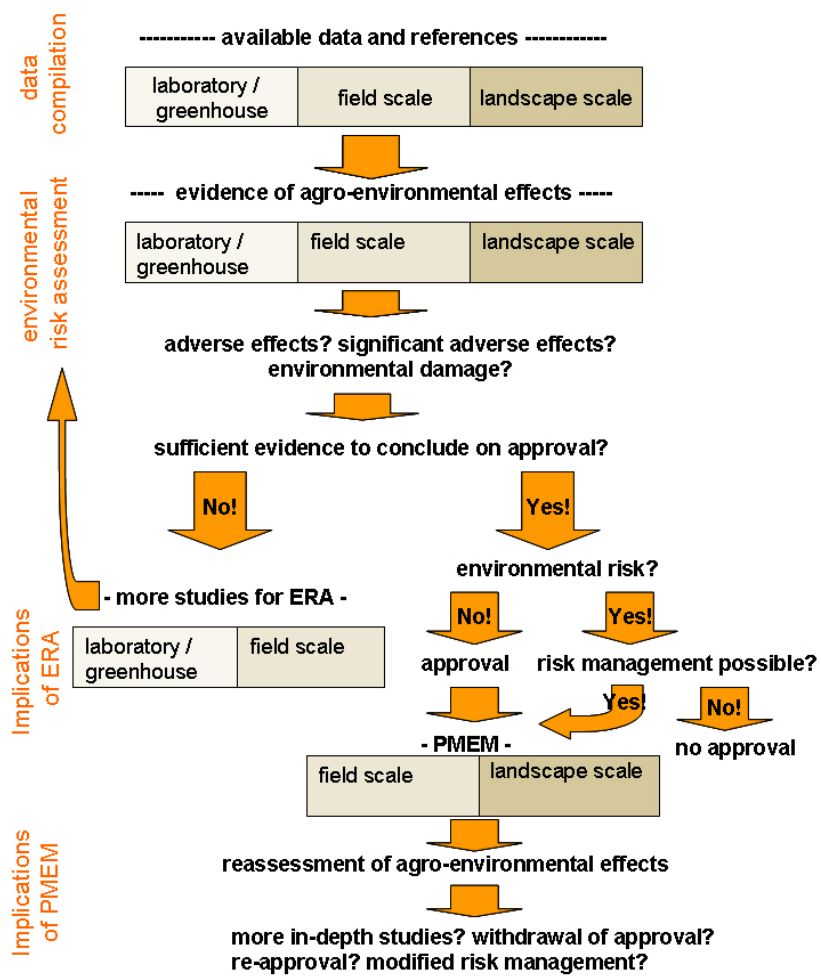 data
compilation
----------- available data and references ------------
laboratory /
greenhouse
field scale
landscape scale
environmental
risk assessment
----- evidence of agro-environmental effects -----
laboratory /
greenhouse
field scale
landscape scale
adverse effects? significant adverse effects?
environmental damage?
sufficient evidence to conclude on approval?
No!
Yes!
environmental risk?
Implications
of ERA
- more studies for ERA -
laboratory /
greenhouse
field scale
No!
Yes!
approval
risk management possible?
Yes!
No!
no approval
- PMEM -
field scale
landscape scale
Implications
of PMEM
reassessment of agro-environmental effects
more in-depth studies? withdrawal of approval?
re-approval? modified risk management?